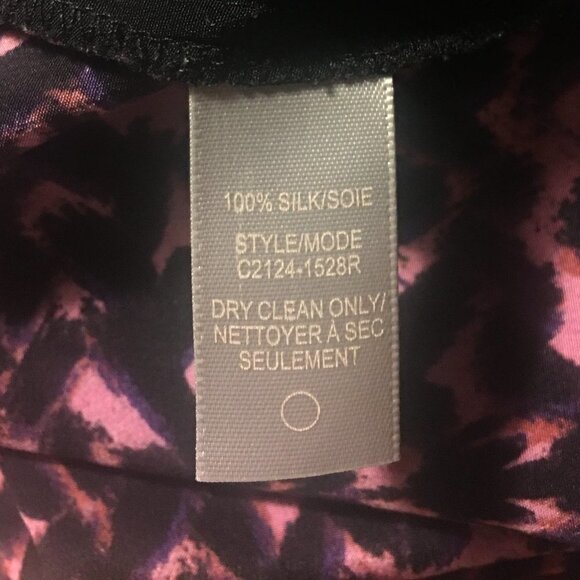 100% SILK/SOIE
STYLE/MODE
C2124-1528R
DRY CLEAN ONLY/
NETTOYER À SEC
SEULEMENT